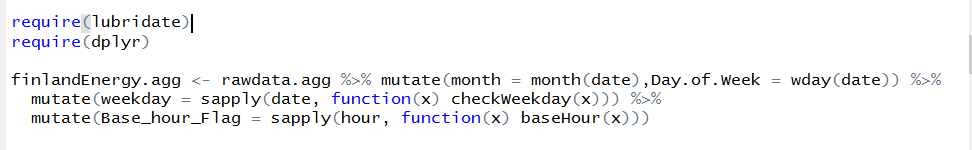 require(lubridate)
require(dplyr)
finlandEnergy.agg <- rawdata.agg %>% mutate(month = month(date),Day.of.Week = wday(date)) %>%
mutate(weekday = sapply(date, function(x) checkWeekday(x))) %>%
mutate(Base_hour_Flag = sapply(hour, function(x) baseHour(x)))